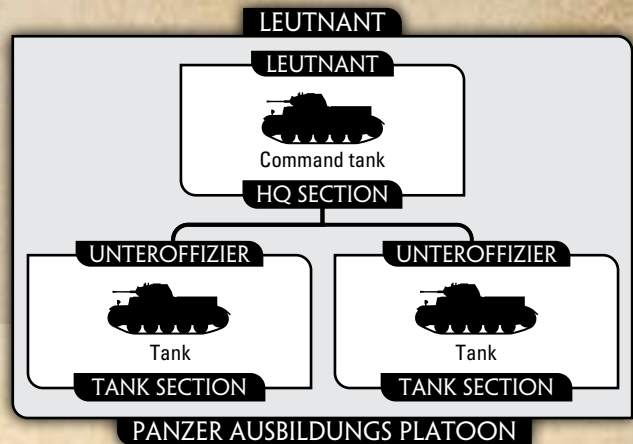 LEUTNANT
LEUTNANT
Command tank
HQ SECTION
UNTEROFFIZIER UNTEROFFIZIER
Tank Tank
TANK SECTION TANK SECTION
PANZER AUSBILDUNGS PLATOON